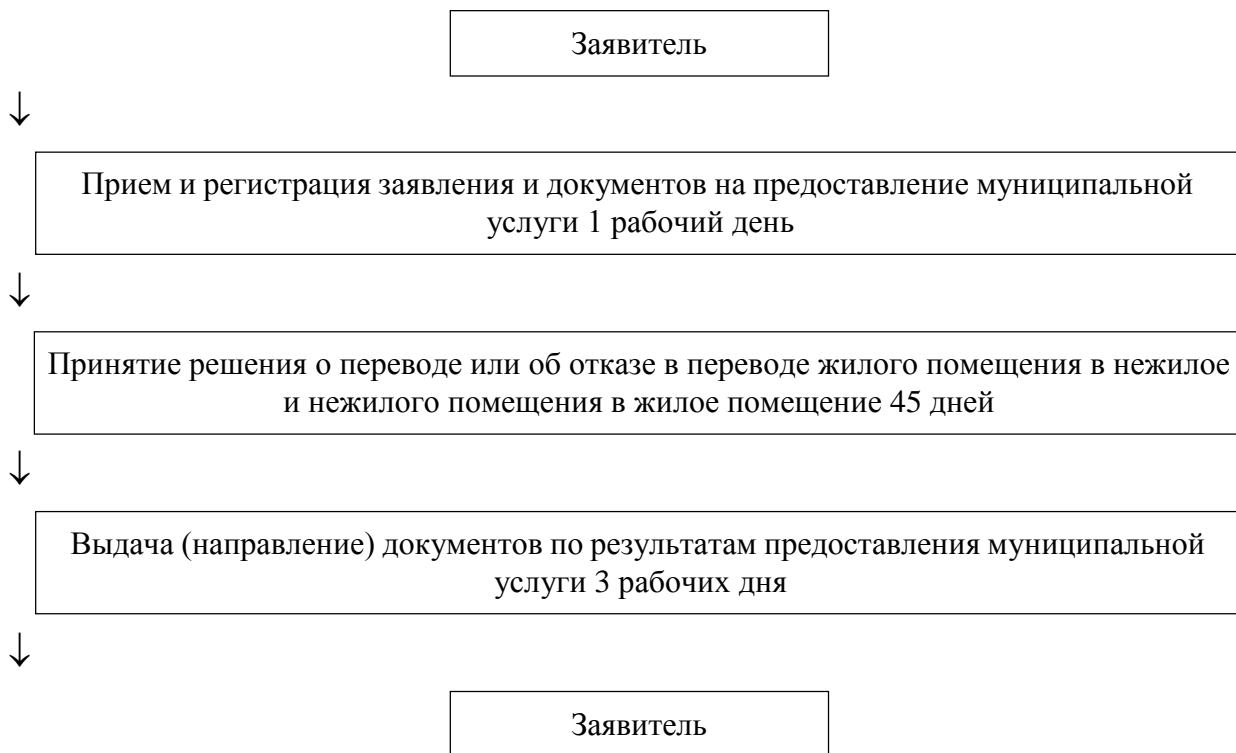 Заявитель
↓
Прием и регистрация заявления и документов на предоставление муниципальной
услуги 1 рабочий день
↓
Принятие решения о переводе или об отказе в переводе жилого помещения в нежилое
и нежилого помещения в жилое помещение 45 дней
↓
Выдача (направление) документов по результатам предоставления муниципальной
услуги 3 рабочих дня
↓
Заявитель